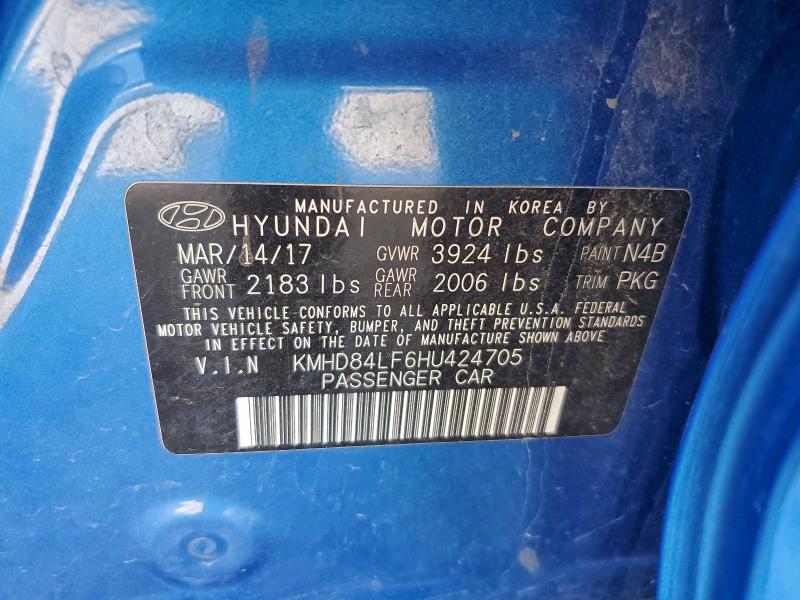 MANUFACTURED IN KOREA BY
HYUNDAI MOTOR COMPANY
MAR/14/17 GVWR 3924 lbs PAINT N4B
GAWR FRONT 2183 lbs GAWR REAR 2006 lbs TRIM PKG
THIS VEHICLE CONFORMS TO ALL APPLICABLE U.S.A. FEDERAL
MOTOR VEHICLE SAFETY, BUMPER, AND THEFT PREVENTION STANDARDS
IN EFFECT ON THE DATE OF MANUFACTURE SHOWN ABOVE
V.I.N KMHD84LF6HU424705
PASSENGER CAR